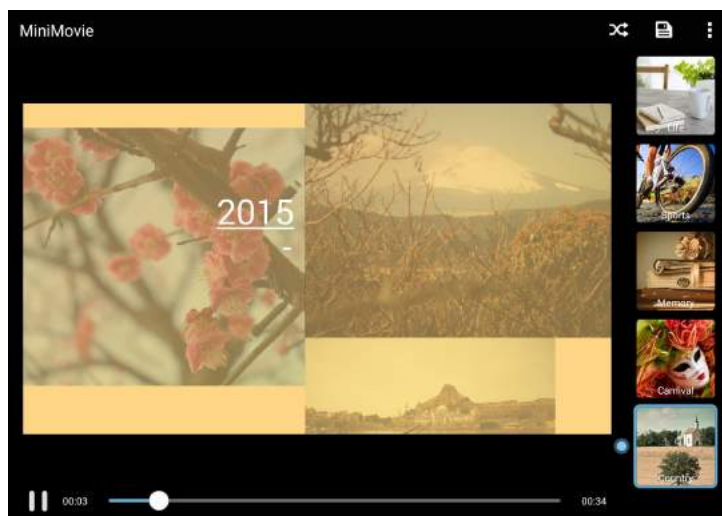 MiniMovie
Life
Sports
2015
-
Memory
Carnival
Country
00:03
00:34